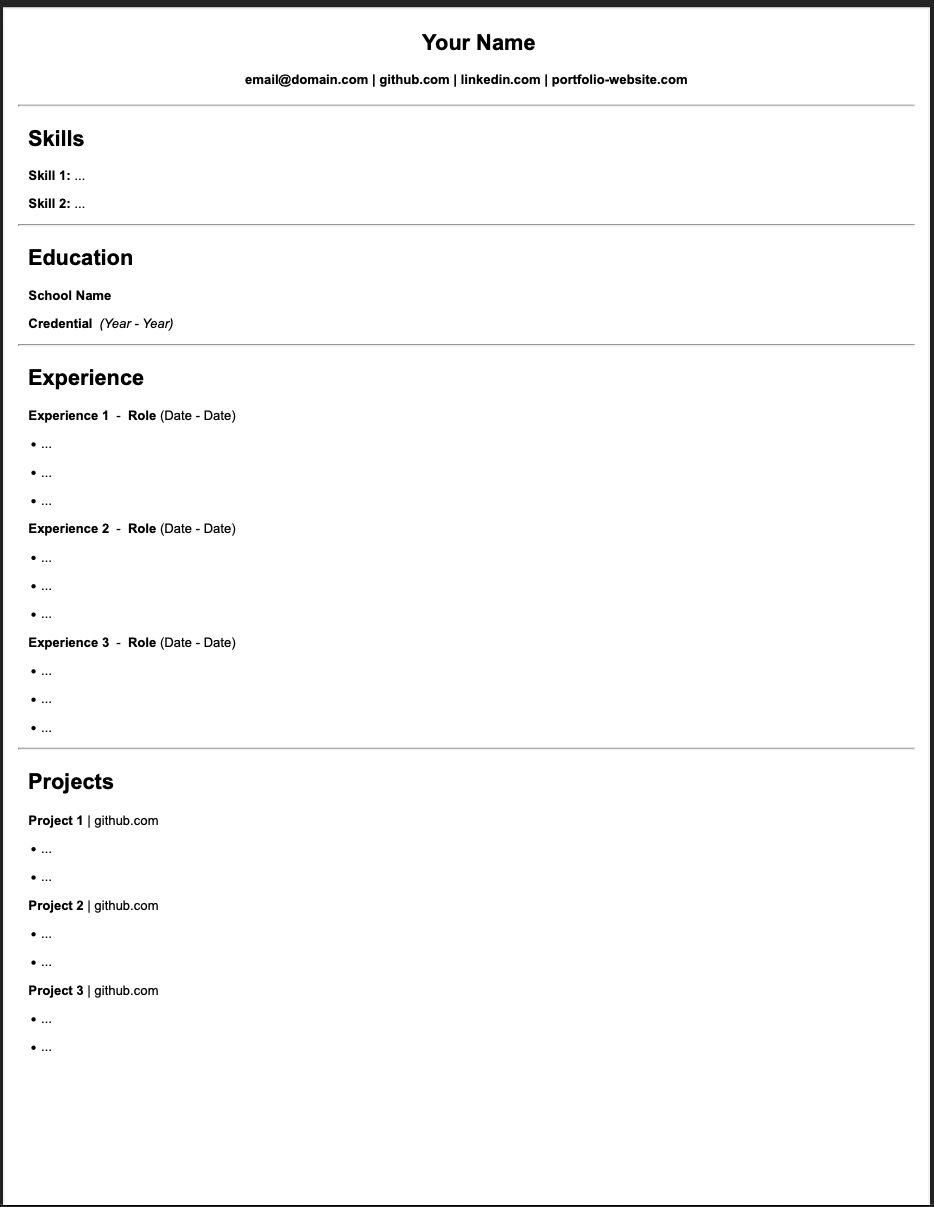 Your Name
email@domain.com | github.com | linkedin.com | portfolio-website.com
Skills
Skill 1: ...
Skill 2: ...
Education
School Name
Credential (Year - Year)
Experience
Experience 1 - Role (Date - Date)
• ...
• ...
• ...
Experience 2 - Role (Date - Date)
• ...
• ...
• ...
Experience 3 - Role (Date - Date)
• ...
• ...
• ...
Projects
Project 1 | github.com
• ...
• ...
Project 2 | github.com
• ...
• ...
Project 3 | github.com
• ...
• ...